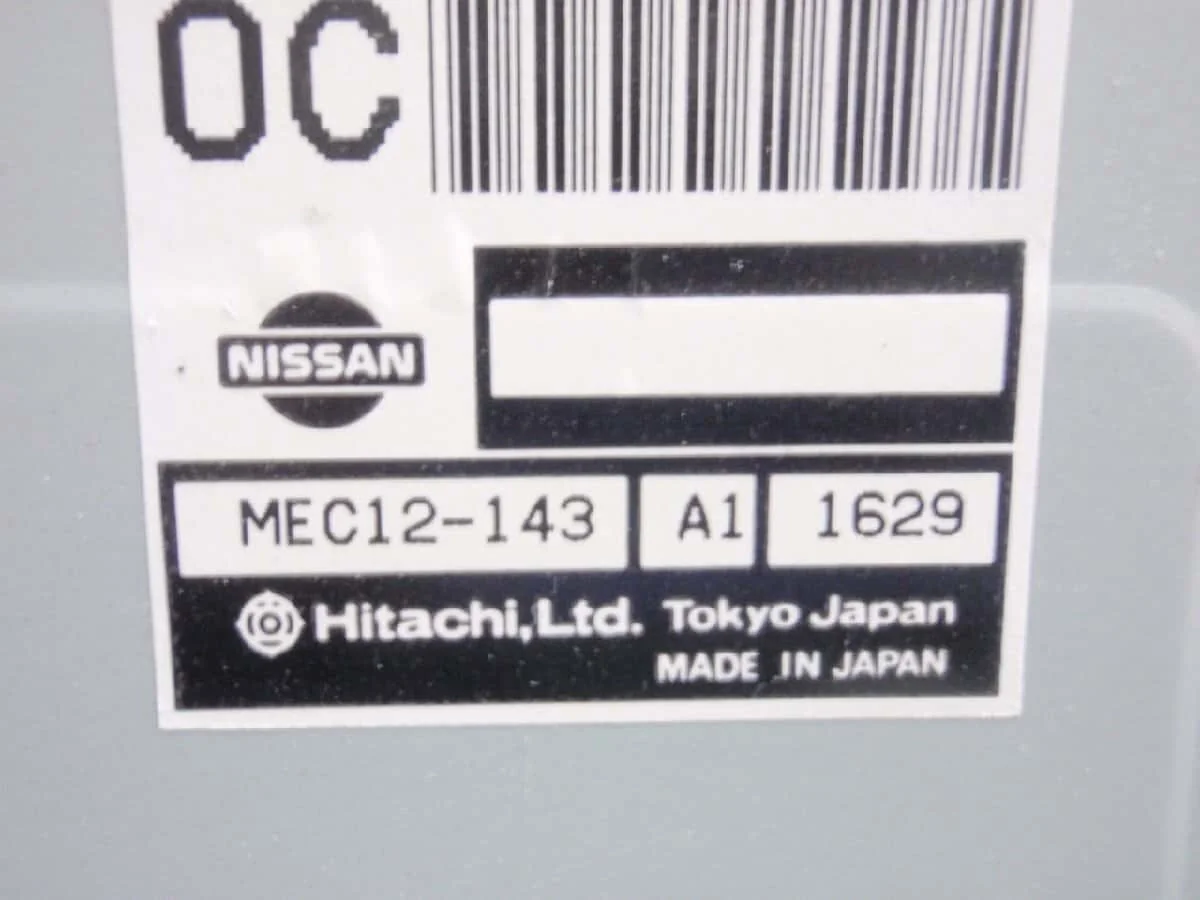 0C
NISSAN
MEC12-143 A1 1629
Hitachi,Ltd. Tokyo Japan
MADE IN JAPAN